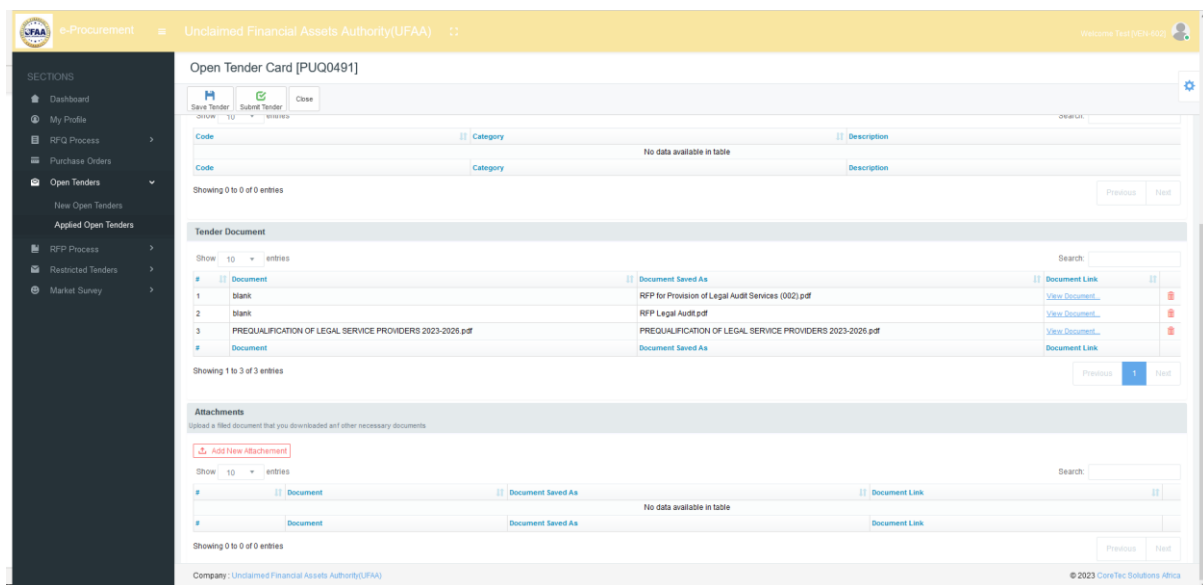 UFAA
e-Procurement
Unclaimed Financial Assets Authority(UFAA)
SECTIONS
Dashboard
My Profile
RFQ Process
Purchase Orders
Open Tenders
New Open Tenders
Applied Open Tenders
RFP Process
Restricted Tenders
Market Survey
Open Tender Card [PUQ0491]
Save Tender Submit Tender Close
Show 10 entries Search:
Code Category Description
No data available in table
Code Category Description
Showing 0 to 0 of 0 entries Previous Next
Tender Document
Show 10 entries Search:
# Document Document Saved As Document Link
1 blank RFP for Provision of Legal Audit Services (002).pdf View Document...
2 blank RFP Legal Audit.pdf View Document...
3 PREQUALIFICATION OF LEGAL SERVICE PROVIDERS 2023-2026.pdf PREQUALIFICATION OF LEGAL SERVICE PROVIDERS 2023-2026.pdf View Document...
# Document Document Saved As Document Link
Showing 1 to 3 of 3 entries Previous 1 Next
Attachments
Upload a filled document that you downloaded anf other necessary documents
Add New Attachement
Show 10 entries Search:
# Document Document Saved As Document Link
No data available in table
# Document Document Saved As Document Link
Showing 0 to 0 of 0 entries Previous Next
Company : Unclaimed Financial Assets Authority(UFAA) © 2023 CoreTec Solutions Africa